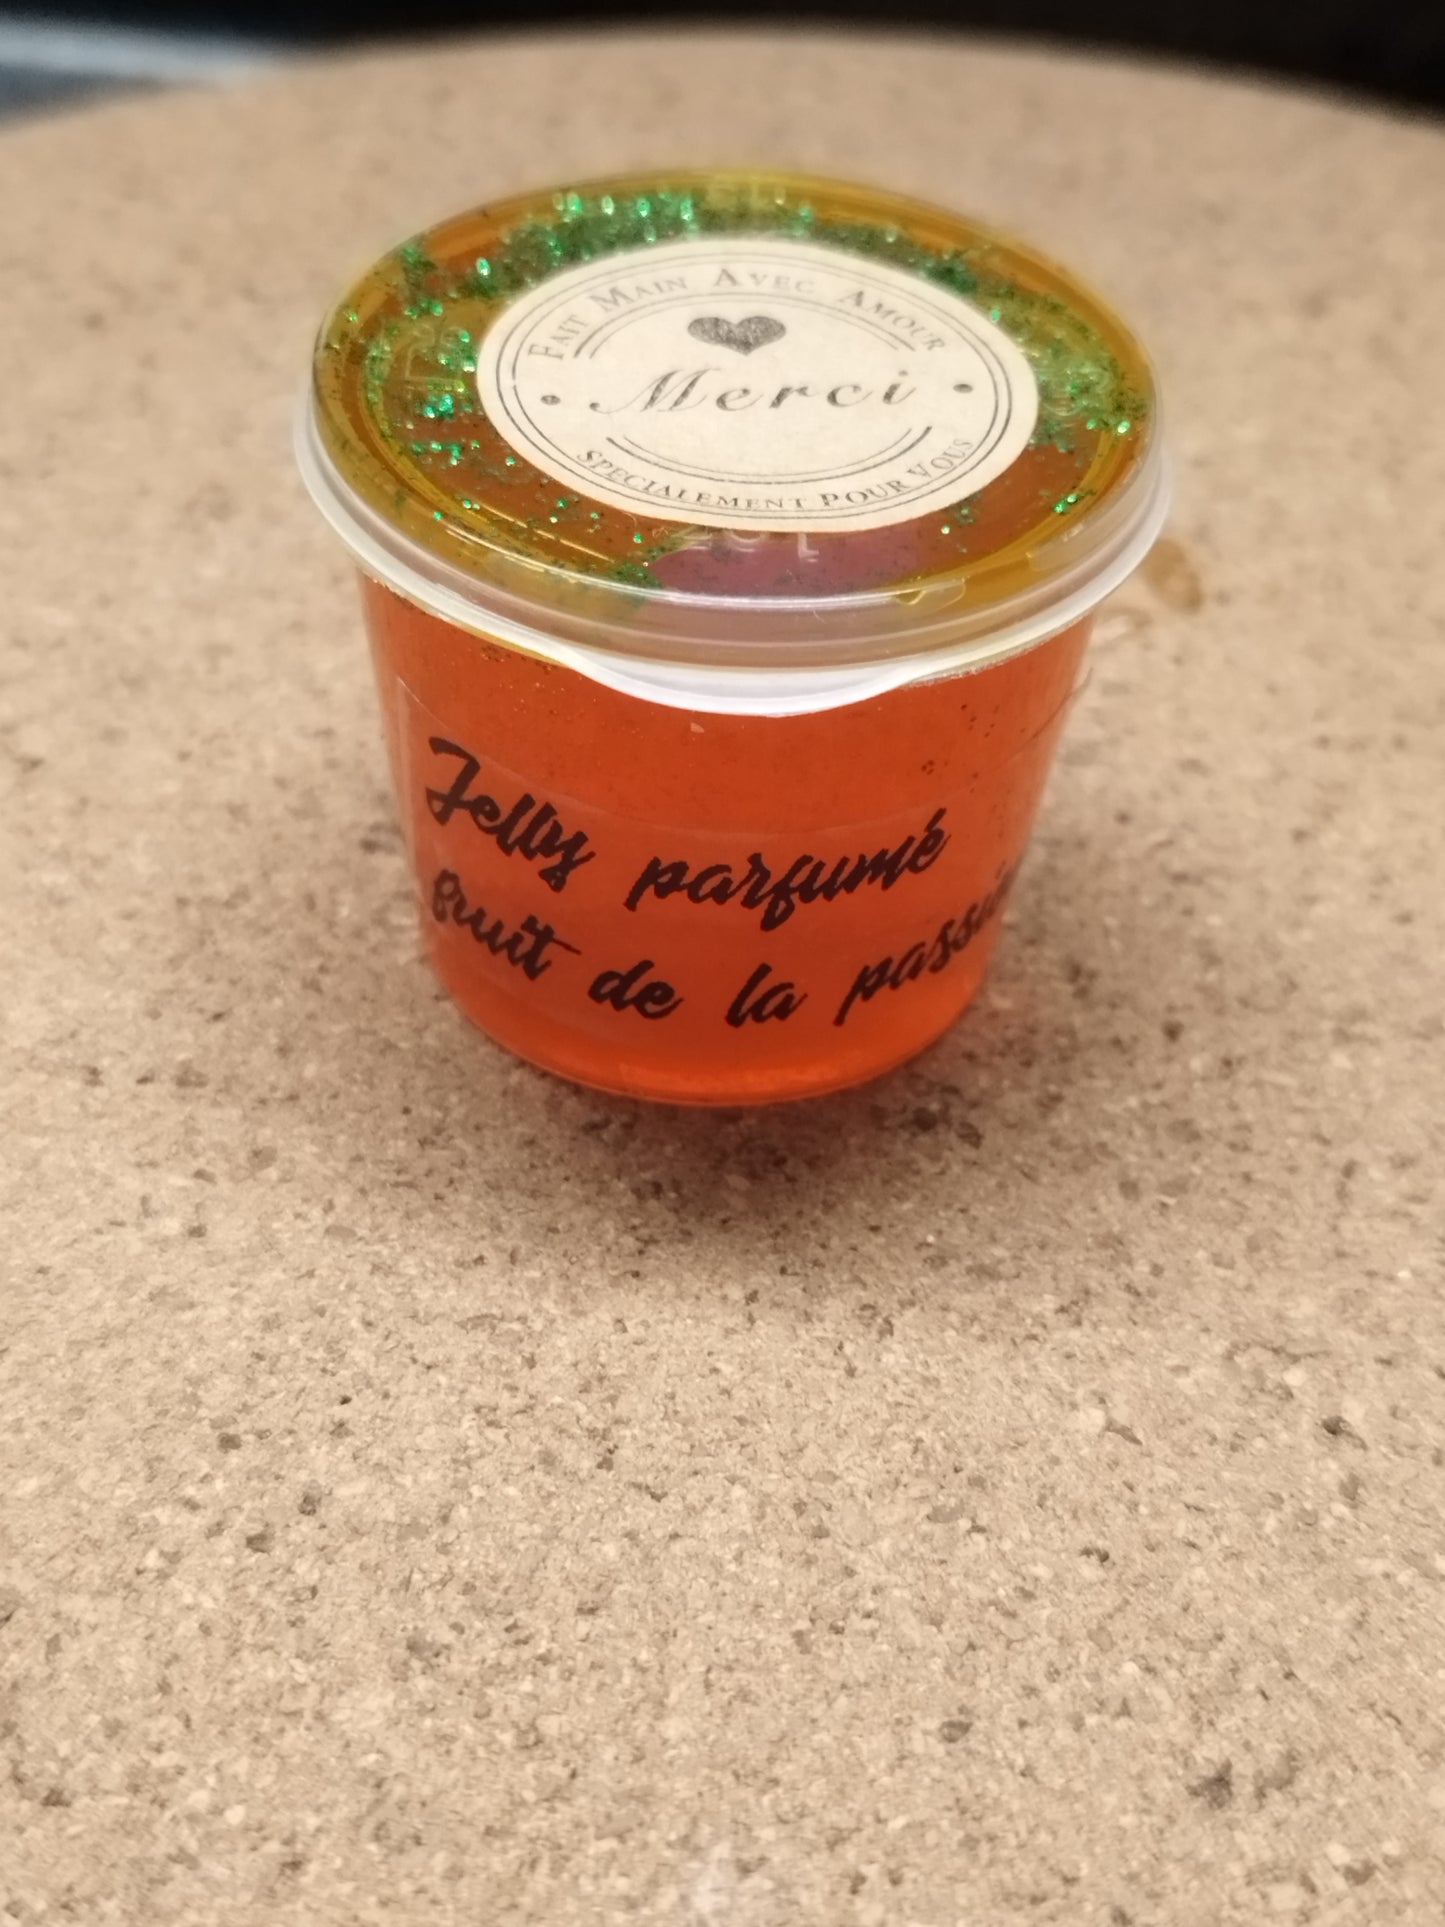 FAIT MAIN AVEC AMOUR
Merci
SPECIALEMENT POUR VOUS
Jelly parfumé
fruit de la passi